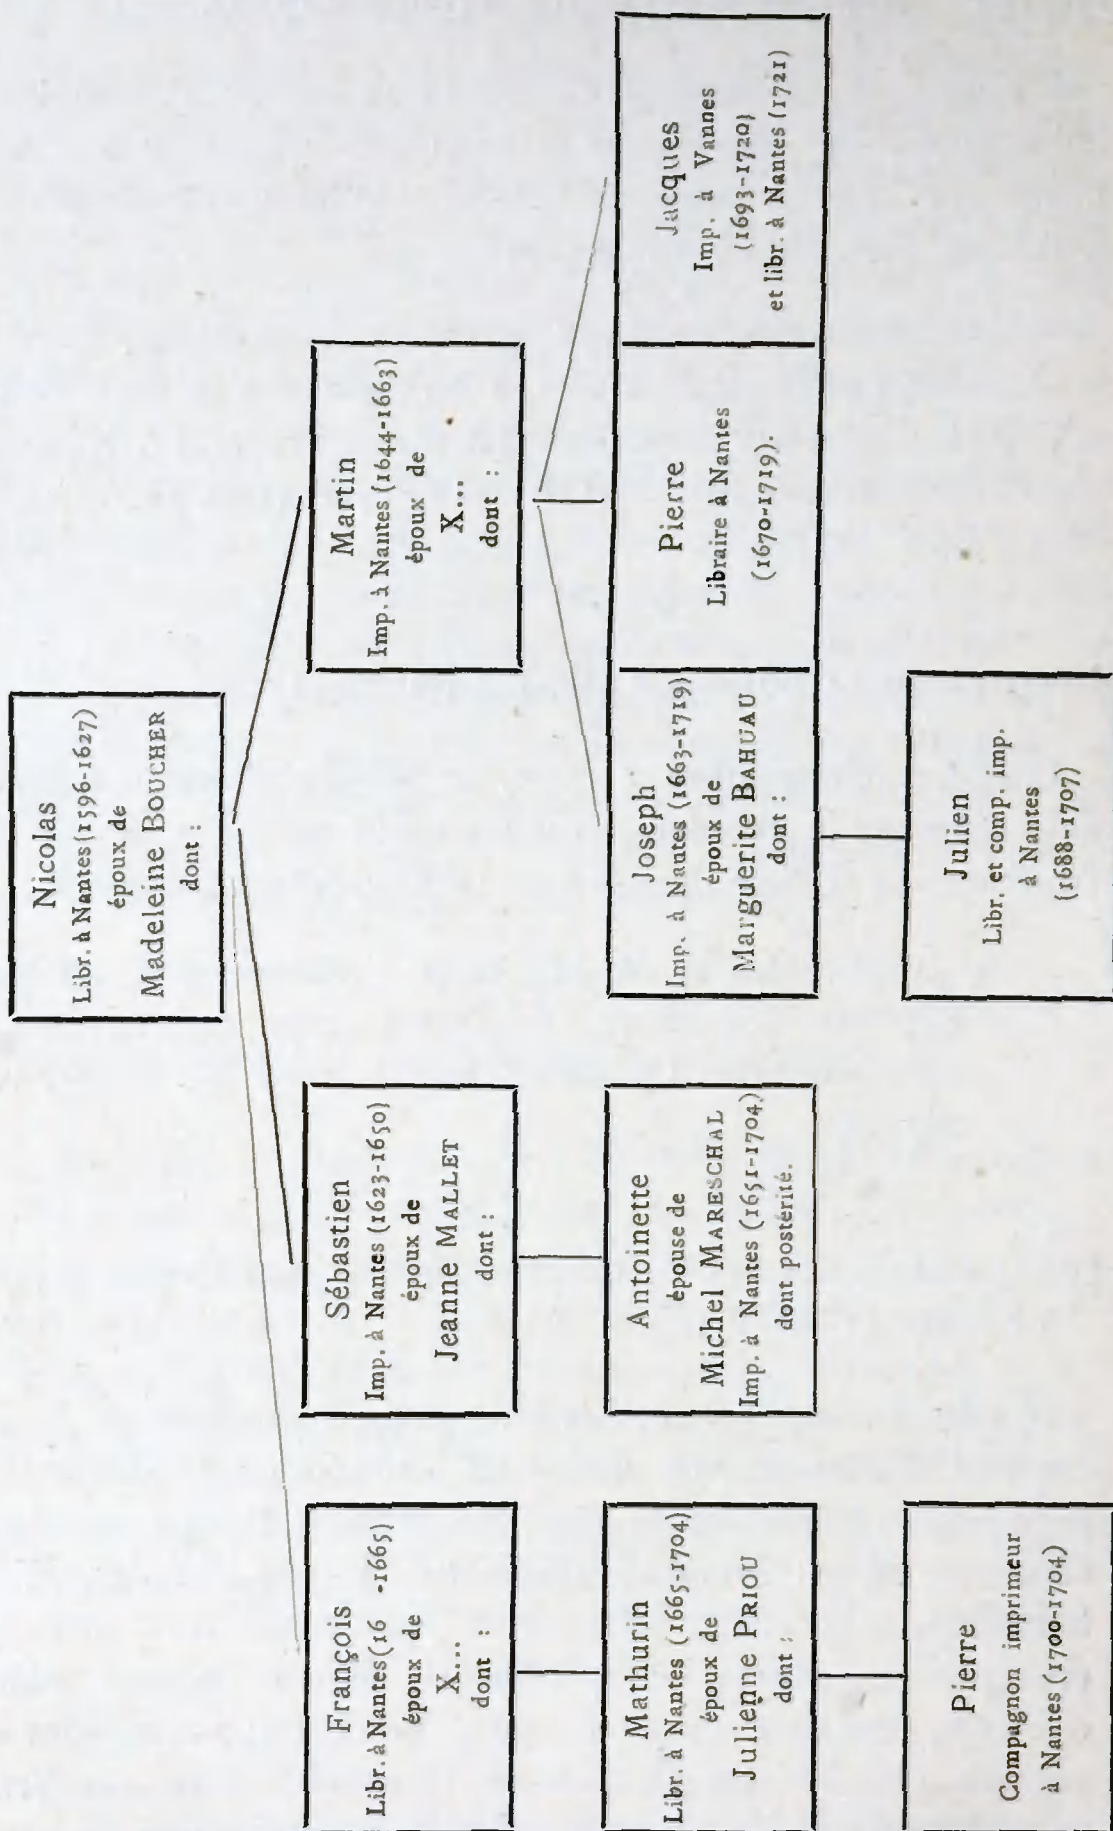 Nicolas
Libr. à Nantes (1596-1627)
époux de
Madeleine BOUCHER
dont :
François
Libr. à Nantes (16 -1665)
époux de
X...
dont :
Sébastien
Imp. à Nantes (1623-1650)
époux de
Jeanne MALLET
dont :
Martin
Imp. à Nantes (1644-1663)
époux de
X...
dont :
Mathurin
Libr. à Nantes (1665-1704)
époux de
Julienne PRIOU
dont :
Antoinette
épouse de
Michel MARESCHAL
Imp. à Nantes (1651-1704)
dont postérité.
Joseph
Imp. à Nantes (1663-1719)
époux de
Marguerite BAHUAU
dont :
Pierre
Libraire à Nantes
(1670-1719).
Jacques
Imp. à Vannes
(1693-1720)
et libr. à Nantes (1721)
Pierre
Compagnon imprimeur
à Nantes (1700-1704)
Julien
Libr. et comp. imp.
à Nantes
(1688-1707)